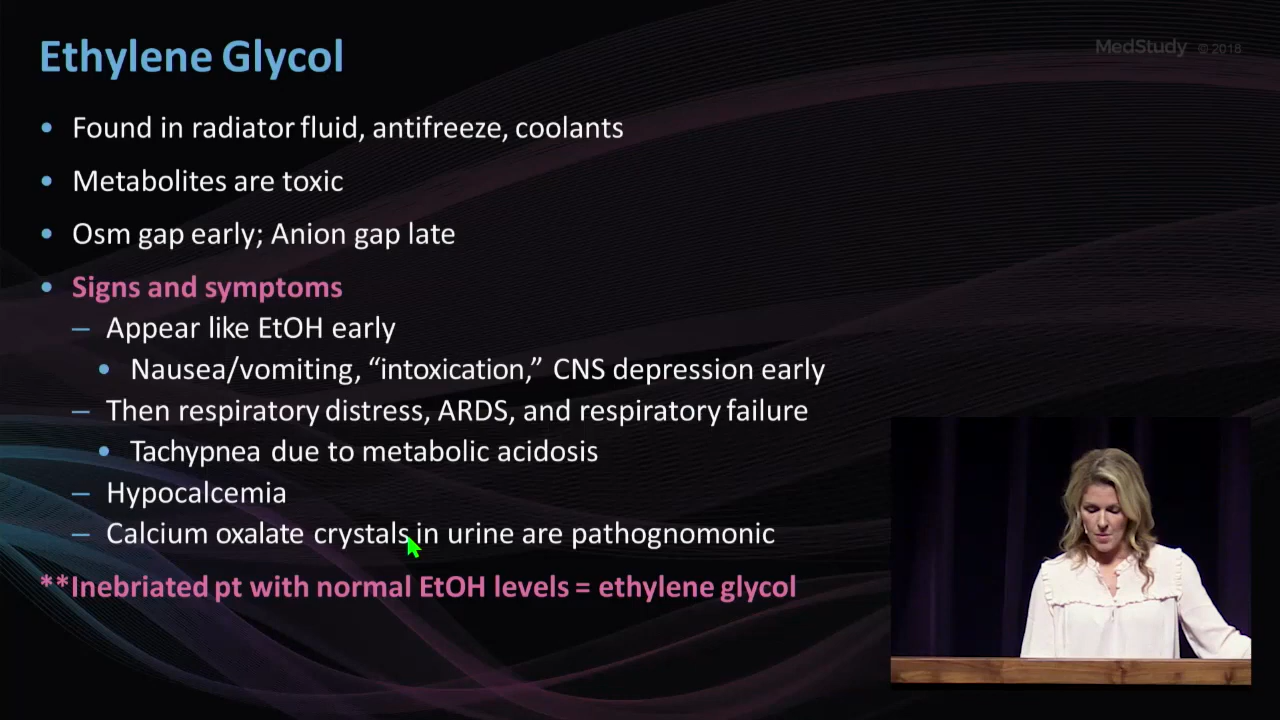 Ethylene Glycol
MedStudy © 2018
• Found in radiator fluid, antifreeze, coolants
• Metabolites are toxic
• Osm gap early; Anion gap late
• Signs and symptoms
– Appear like EtOH early
• Nausea/vomiting, “intoxication,” CNS depression early
– Then respiratory distress, ARDS, and respiratory failure
• Tachypnea due to metabolic acidosis
– Hypocalcemia
– Calcium oxalate crystals in urine are pathognomonic
**Inebriated pt with normal EtOH levels = ethylene glycol